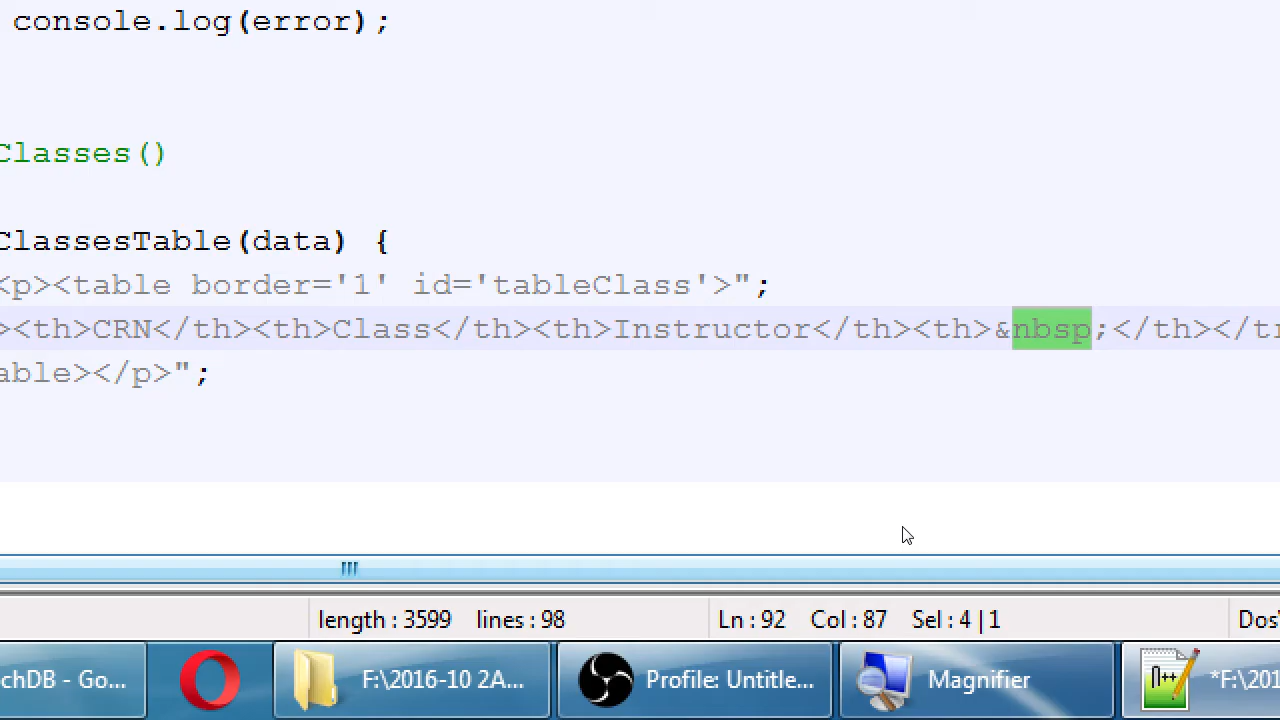 console.log(error);
Classes()
ClassesTable(data) {
<p><table border='1' id='tableClass'>";
><th>CRN</th><th>Class</th><th>Instructor</th><th>&nbsp;</th></tr
able></p>";
length : 3599 lines : 98 Ln : 92 Col : 87 Sel : 4 | 1 Dos
chDB - Go... F:\2016-10 2A... Profile: Untitle... Magnifier *F:\201